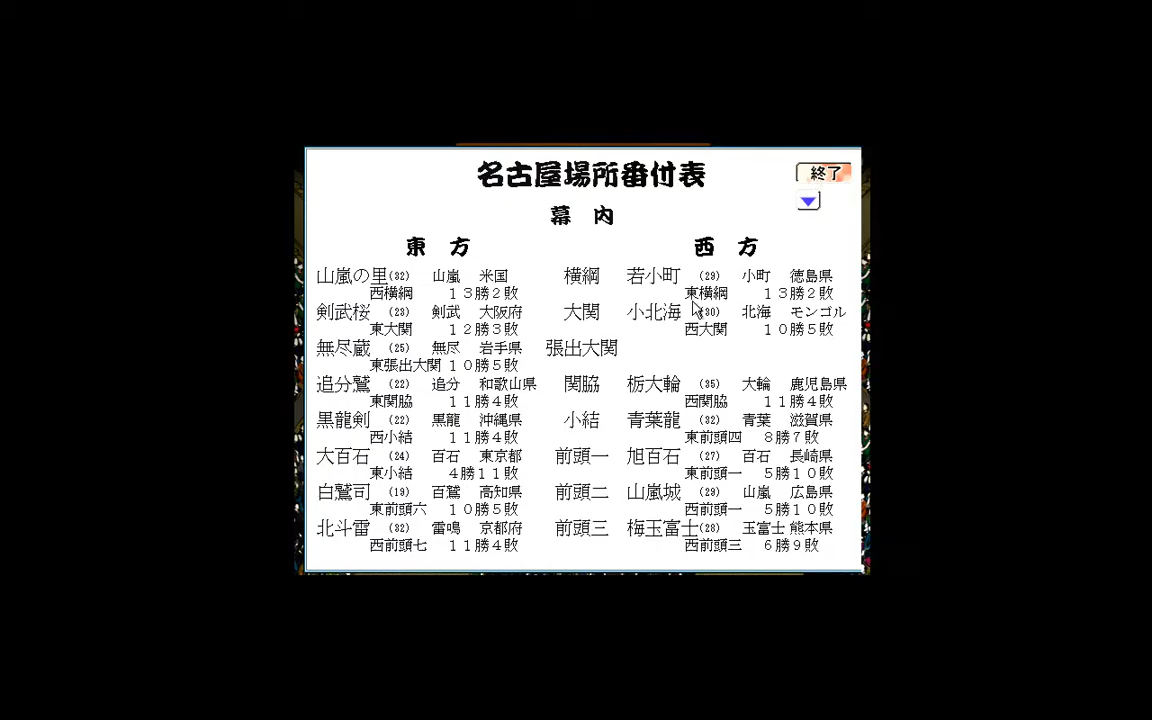 名古屋場所番付表
終了
幕 内
東 方 西 方
山嵐の里(32) 山嵐 米国 横綱 若小町 (29) 小町 徳島県
西横綱 13勝2敗 東横綱 13勝2敗
剣武桜 (23) 剣武 大阪府 大関 小北海 (30) 北海 モンゴル
東大関 12勝3敗 西大関 10勝5敗
無尽蔵 (25) 無尽 岩手県 張出大関
東張出大関 10勝5敗
追分鷲 (22) 追分 和歌山県 関脇 栃大輪 (35) 大輪 鹿児島県
東関脇 11勝4敗 西関脇 11勝4敗
黒龍剣 (22) 黒龍 沖縄県 小結 青葉龍 (32) 青葉 滋賀県
西小結 11勝4敗 東前頭四 8勝7敗
大百石 (24) 百石 東京都 前頭一 旭百石 (27) 百石 長崎県
東小結 4勝11敗 東前頭一 5勝10敗
白鷲司 (19) 百鷲 高知県 前頭二 山嵐城 (29) 山嵐 広島県
東前頭六 10勝5敗 西前頭一 5勝10敗
北斗雷 (32) 雷鳴 京都府 前頭三 梅玉富士(28) 玉富士 熊本県
西前頭七 11勝4敗 西前頭三 6勝9敗